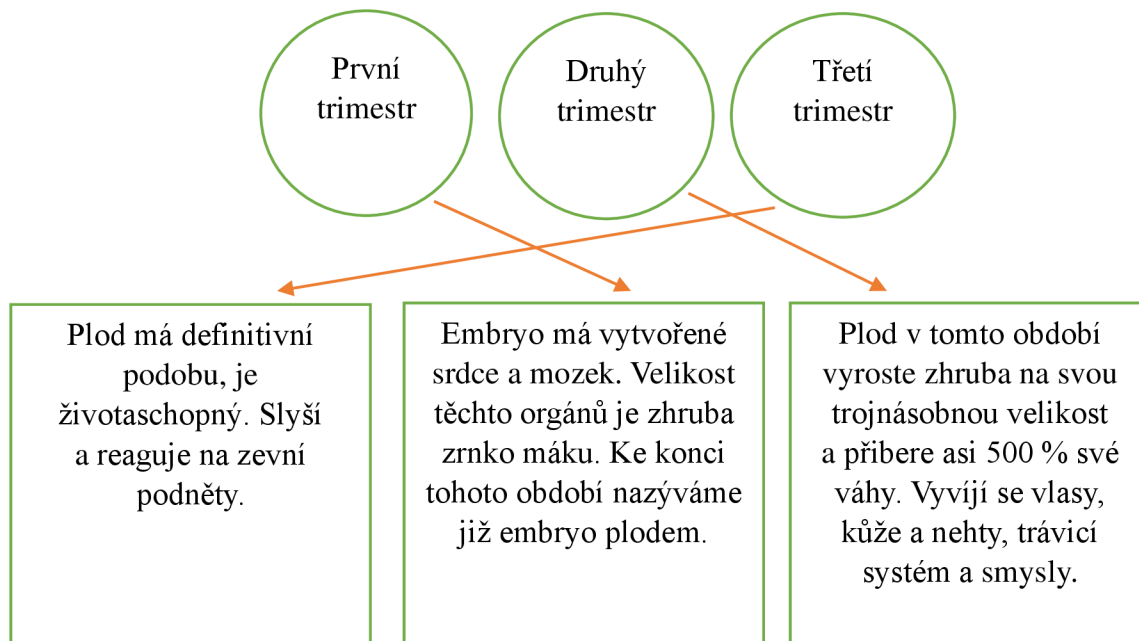 První
trimestr
Druhý
trimestr
Třetí
trimestr
Plod má definitivní
podobu, je
životaschopný. Slyší
a reaguje na zevní
podněty.
Embryo má vytvořené
srdce a mozek. Velikost
těchto orgánů je zhruba
zrnko máku. Ke konci
tohoto období nazýváme
již embryo plodem.
Plod v tomto období
vyroste zhruba na svou
trojnásobnou velikost
a přibere asi 500 % své
váhy. Vyvíjí se vlasy,
kůže a nehty, trávicí
systém a smysly.